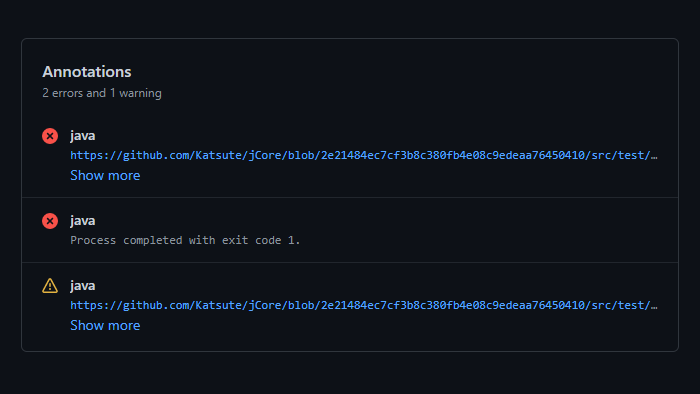 Annotations
2 errors and 1 warning
java
https://github.com/Katsute/jCore/blob/2e21484ec7cf3b8c380fb4e08c9edeaa76450410/src/test/…
Show more
java
Process completed with exit code 1.
java
https://github.com/Katsute/jCore/blob/2e21484ec7cf3b8c380fb4e08c9edeaa76450410/src/test/…
Show more